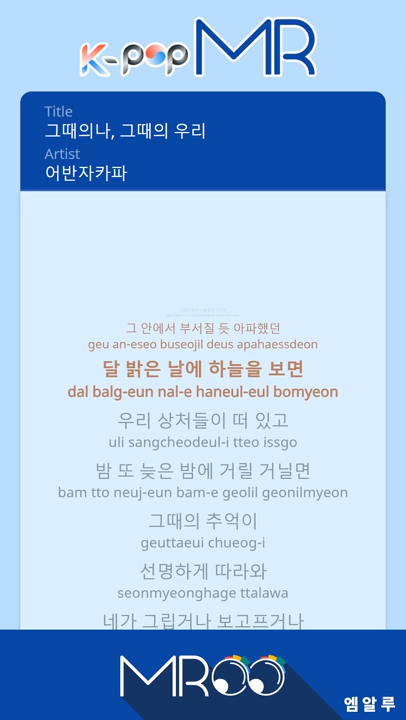 K-pop MR
Title
그때의나, 그때의 우리
Artist
어반자카파
그 안에서 부서질 듯 아파했던
geu an-eseo buseojil deus apahaessdeon
달 밝은 날에 하늘을 보면
dal balg-eun nal-e haneul-eul bomyeon
우리 상처들이 떠 있고
uli sangcheodeul-i tteo issgo
밤 또 늦은 밤에 거릴 거닐면
bam tto neuj-eun bam-e geolil geonilmyeon
그때의 추억이
geuttaeui chueog-i
선명하게 따라와
seonmyeonghage ttalawa
네가 그립거나 보고프거나
MROO
엠알루